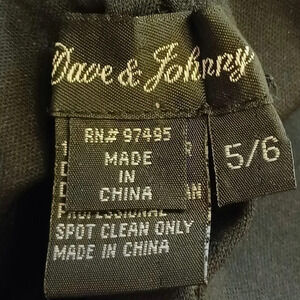 Dave & Johnny
RN# 97495
MADE
IN
CHINA
5/6
PROFESSIONAL
SPOT CLEAN ONLY
MADE IN CHINA